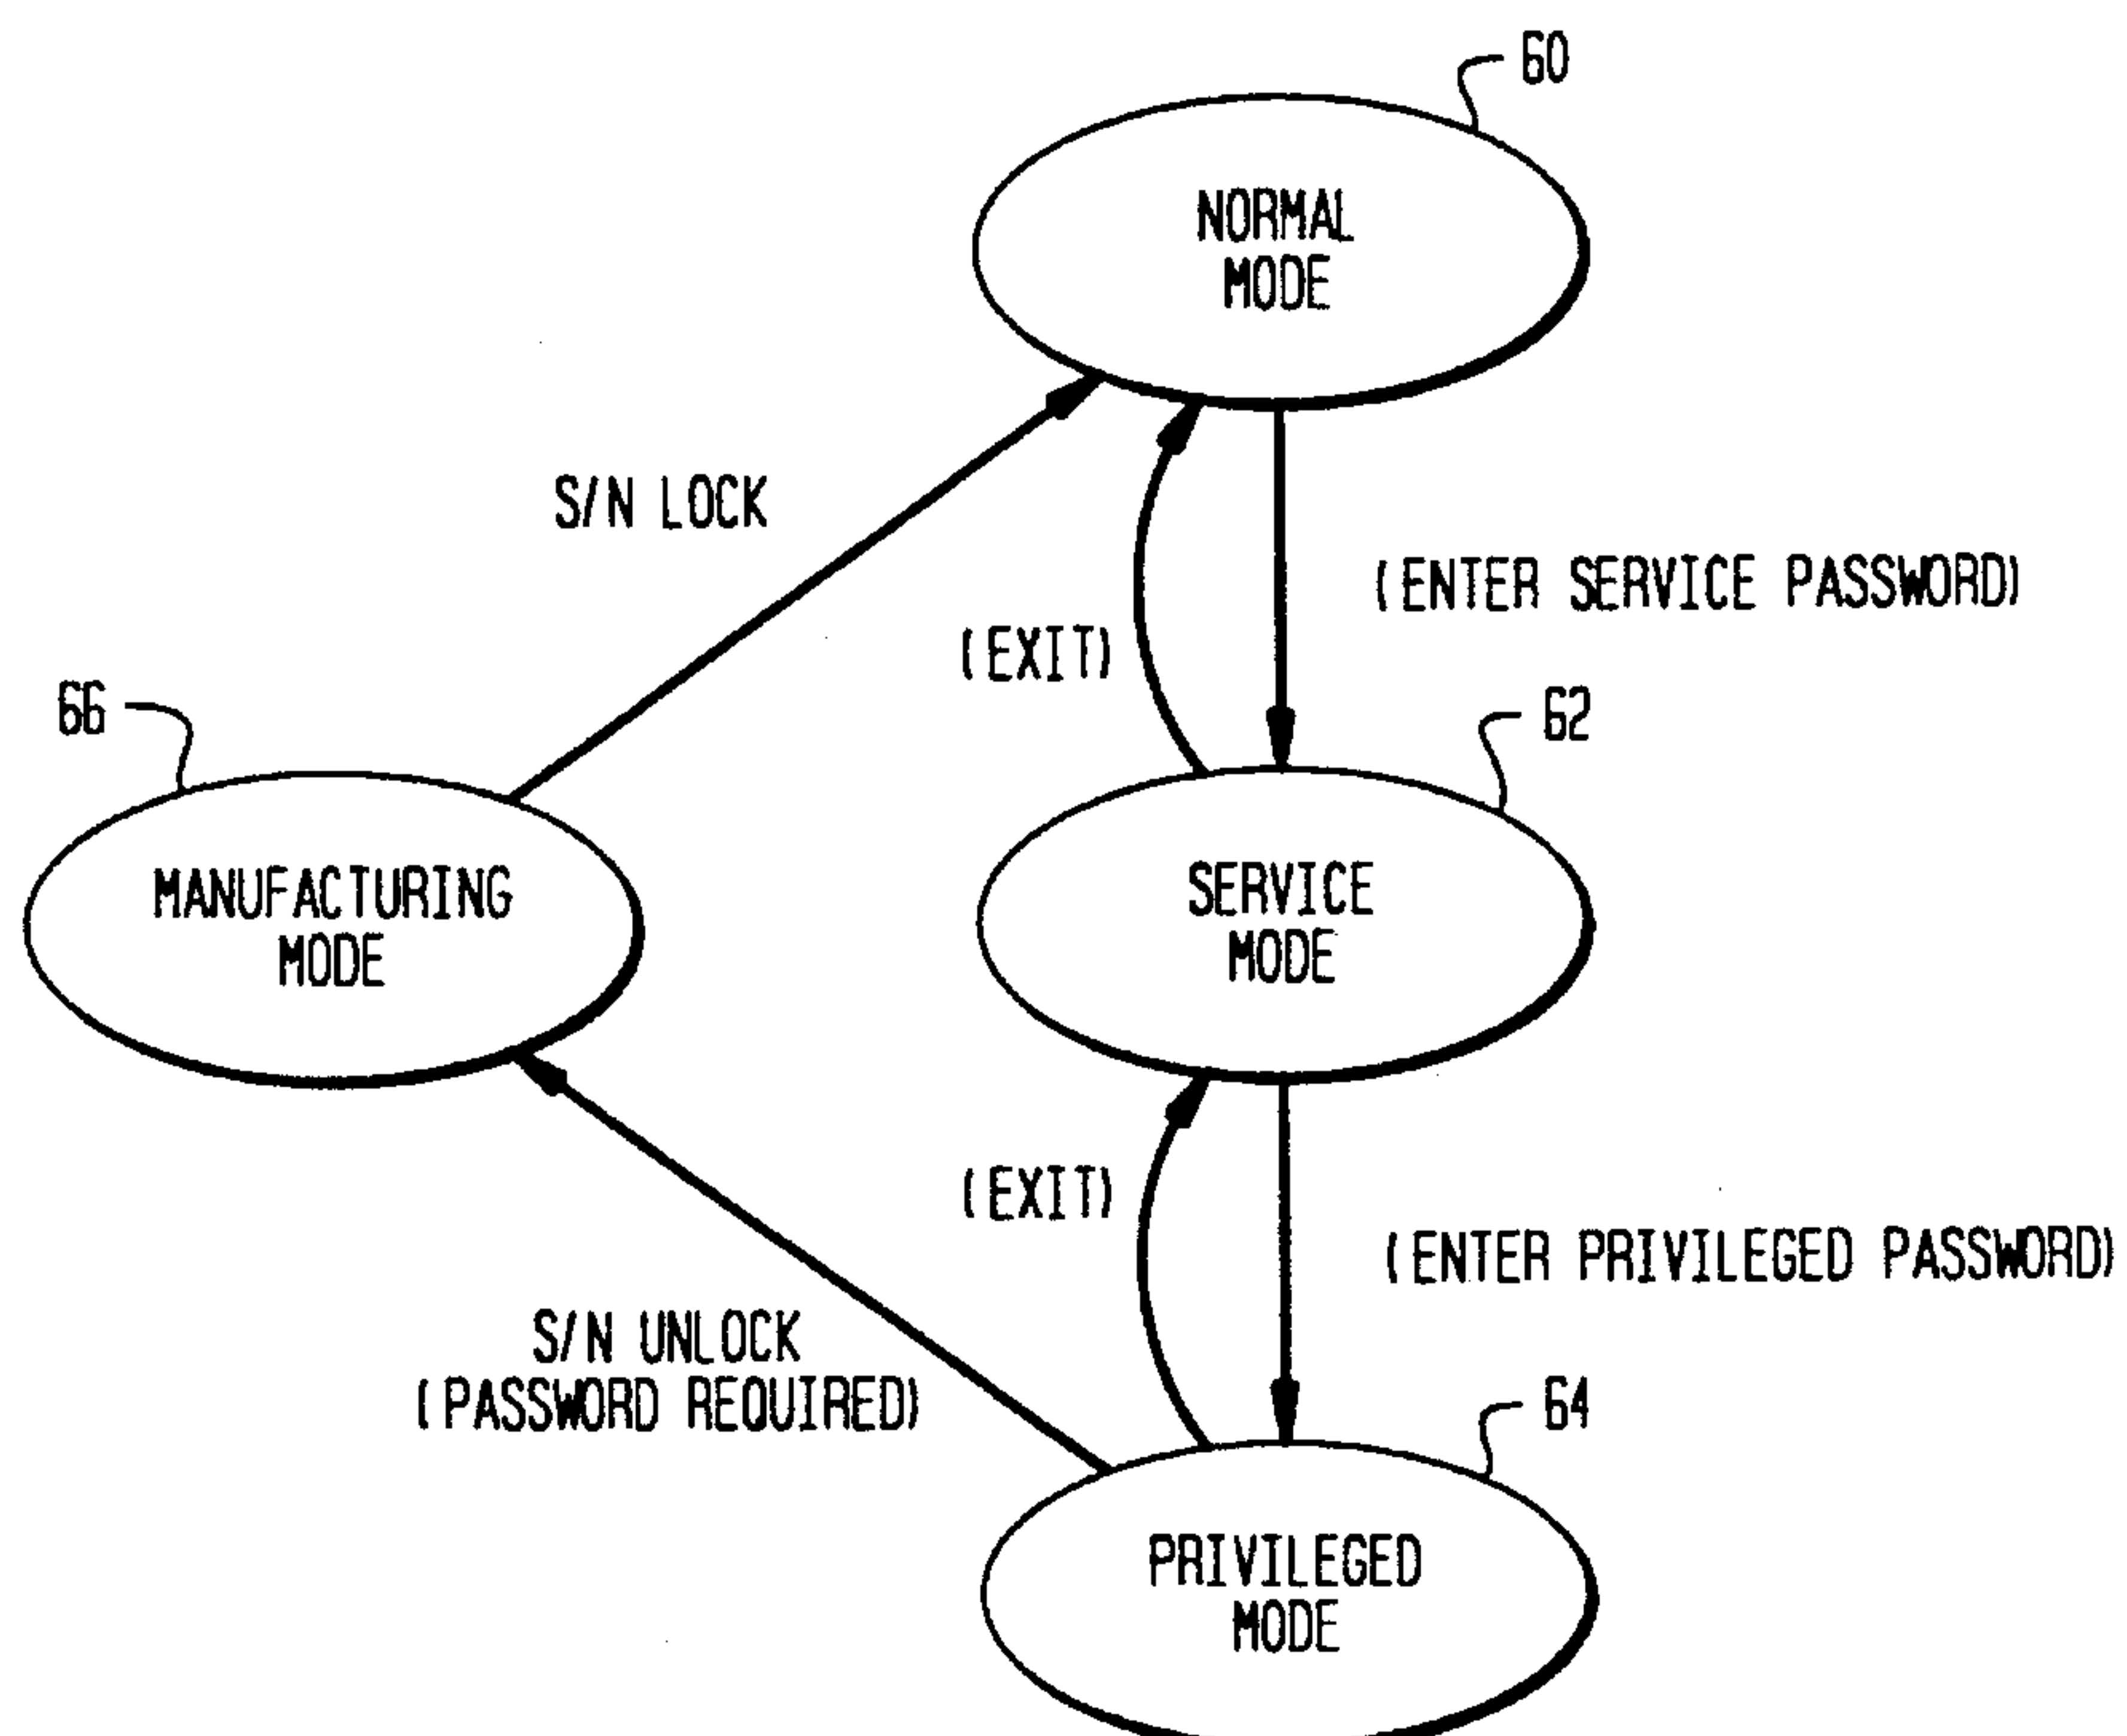 60
NORMAL
MODE
S/N LOCK
(ENTER SERVICE PASSWORD)
(EXIT)
66
62
MANUFACTURING
MODE
SERVICE
MODE
(EXIT)
(ENTER PRIVILEGED PASSWORD)
S/N UNLOCK
(PASSWORD REQUIRED)
64
PRIVILEGED
MODE